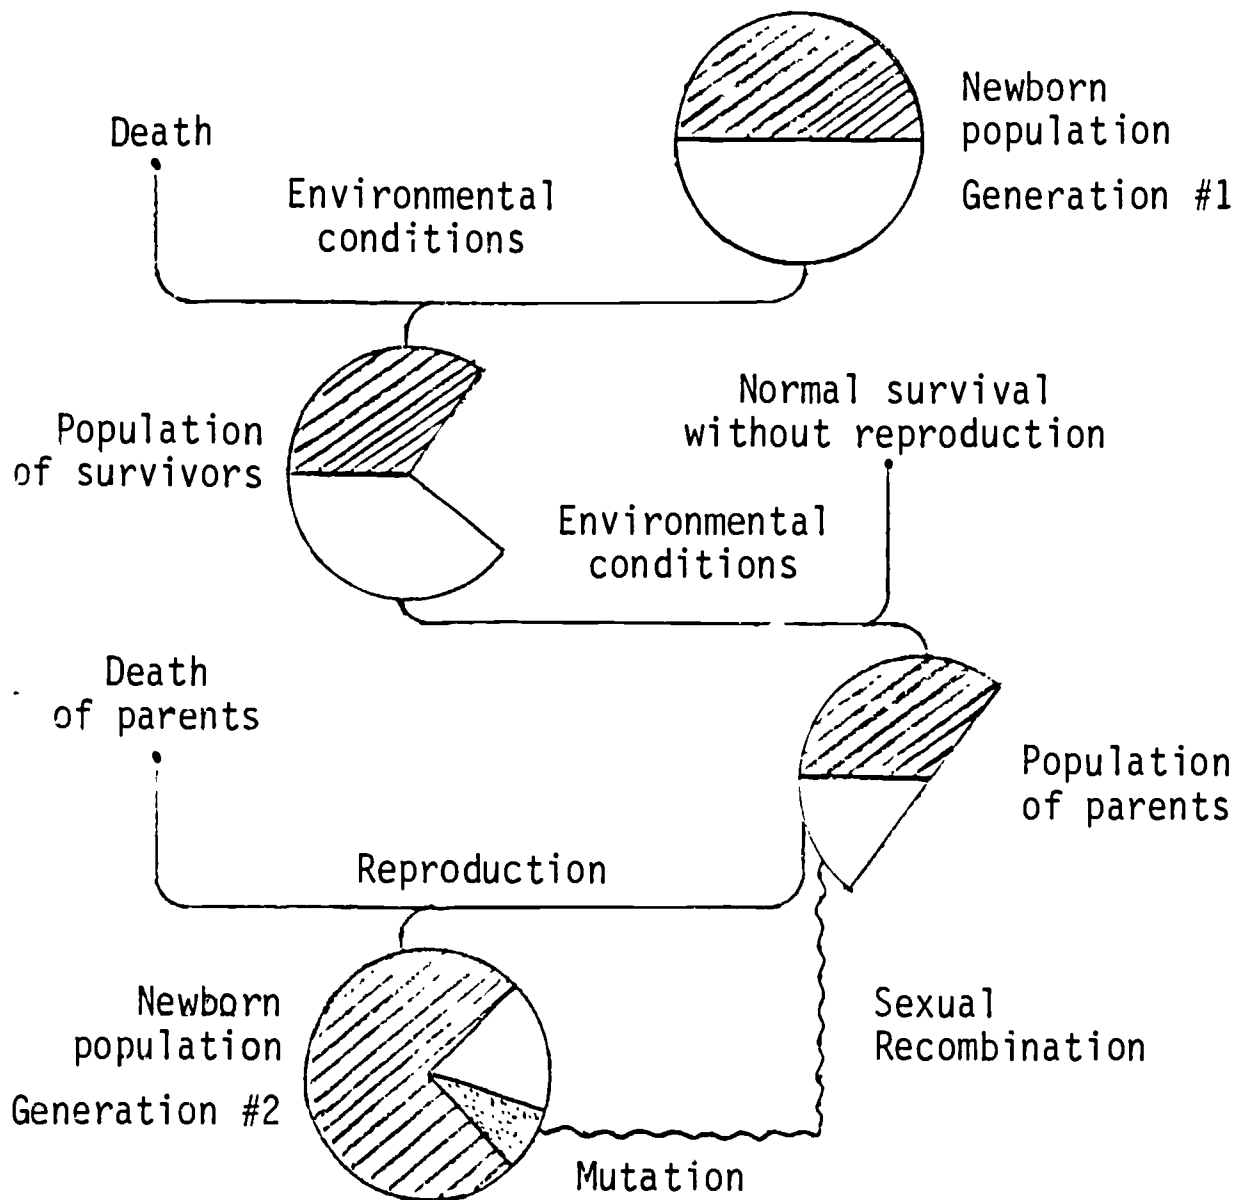 Newborn
population
Generation #1
Death
Environmental
conditions
Population
of survivors
Normal survival
without reproduction
Environmental
conditions
Death
of parents
Population
of parents
Reproduction
Newborn
population
Generation #2
Sexual
Recombination
Mutation